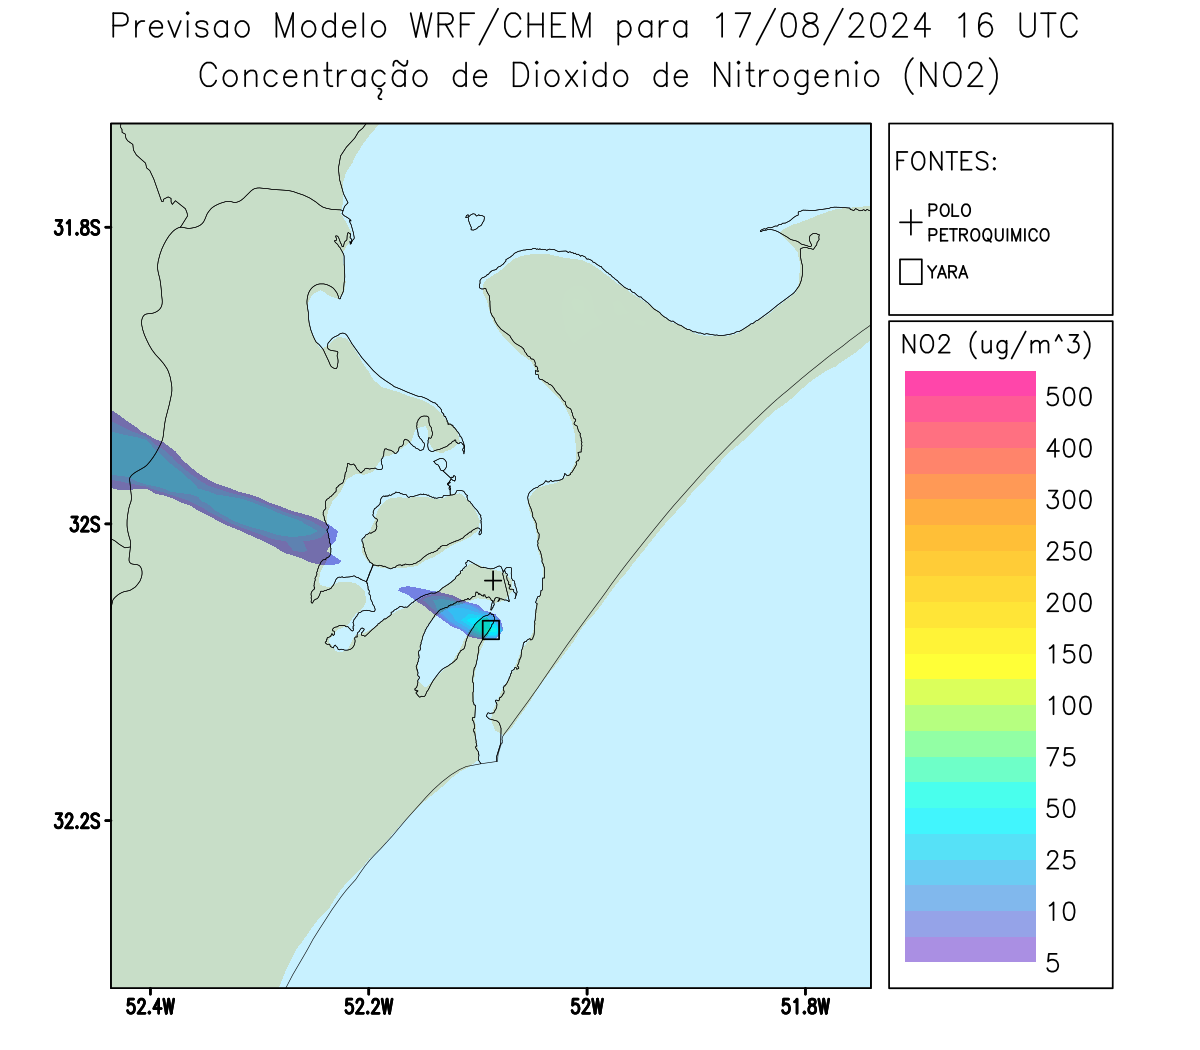 Previsao Modelo WRF/CHEM para 17/08/2024 16 UTC
Concentração de Dioxido de Nitrogenio (NO2)
FONTES:
POLO
PETROQUIMICO
YARA
31.8S
32S
32.2S
52.4W
52.2W
52W
51.8W
NO2 (ug/m^3)
500
400
300
250
200
150
100
75
50
25
10
5